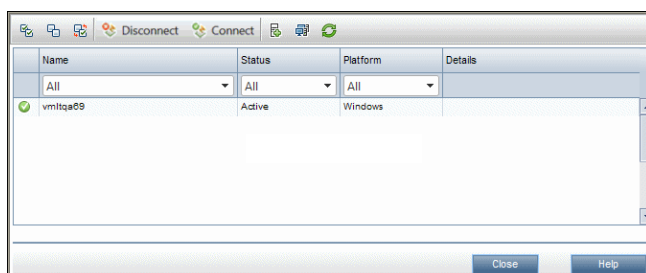 Disconnect Connect
Name Status Platform Details
All All All
vmltqa69 Active Windows
Close Help